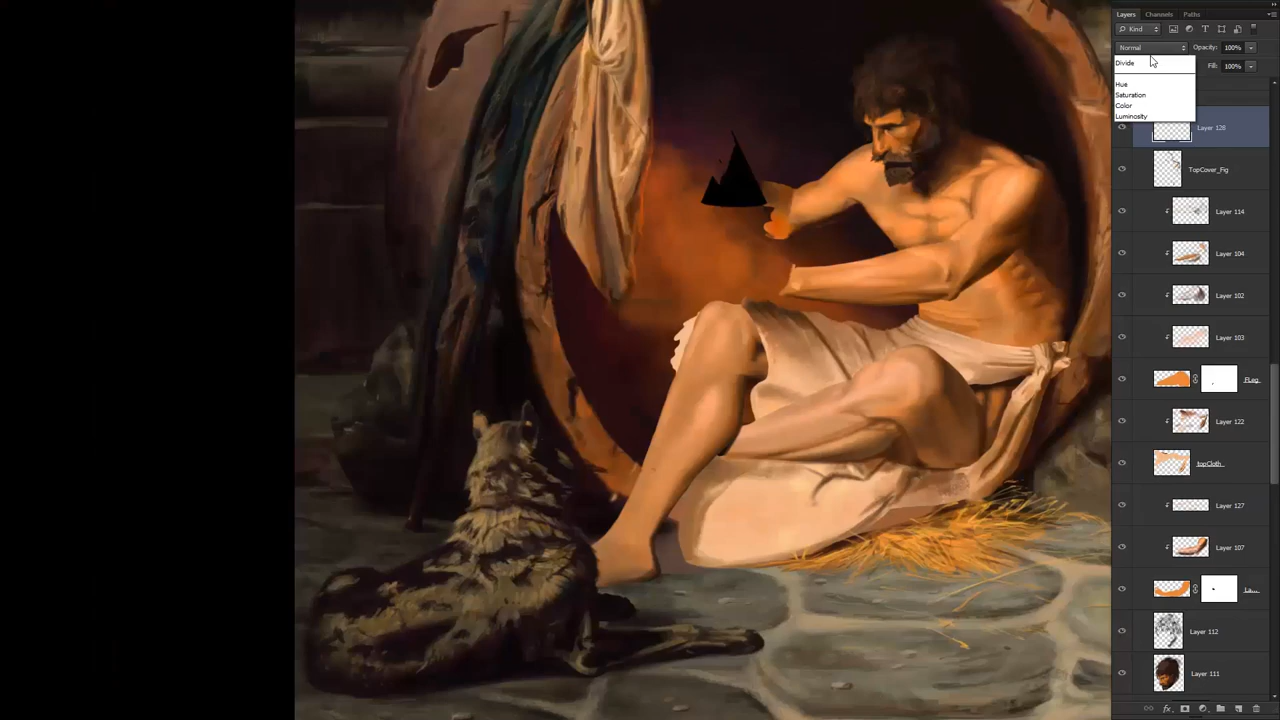 Layers Channels Paths
Kind
Normal Opacity: 100%
Divide Fill: 100%
Hue
Saturation
Color
Luminosity
Layer 128
TopCover_Fig
Layer 114
Layer 104
Layer 102
Layer 103
FLeg
Layer 122
topCloth
Layer 127
Layer 107
Layer 112
Layer 111